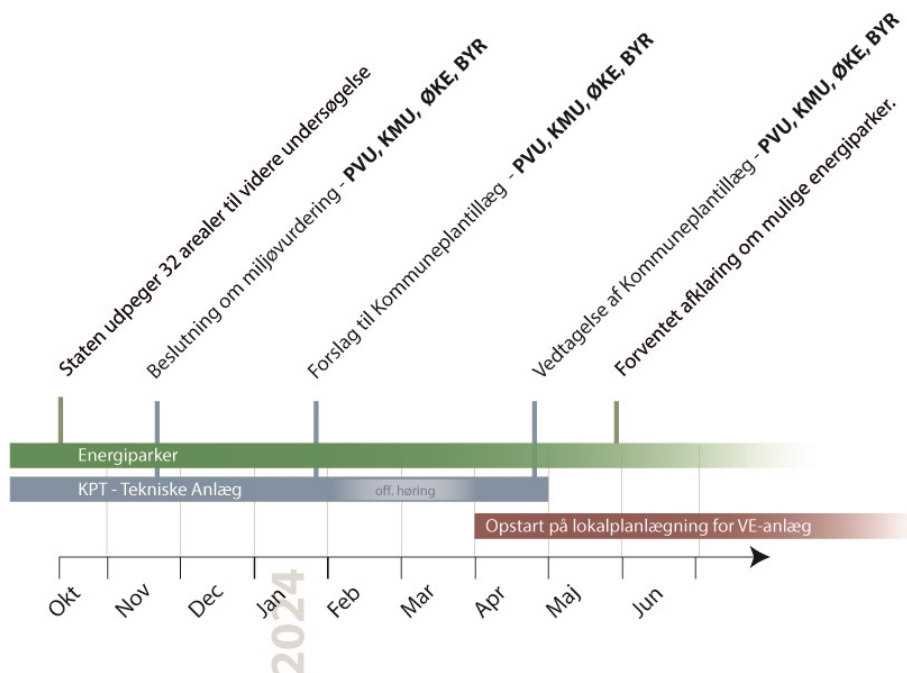 Staten udpeger 32 arealer til videre undersøgelse
Beslutning om miljøvurdering - PVU, KMU, ØKE, BYR
Forslag til Kommuneplantillæg - PVU, KMU, ØKE, BYR
Vedtagelse af Kommuneplantillæg - PVU, KMU, ØKE, BYR
Forventet afklaring om mulige energiparker.
Energiparker
KPT - Tekniske Anlæg
off. høring
Opstart på lokalplanlægning for VE-anlæg
Okt
Nov
Dec
Jan
Feb
Mar
Apr
Maj
Jun
2024